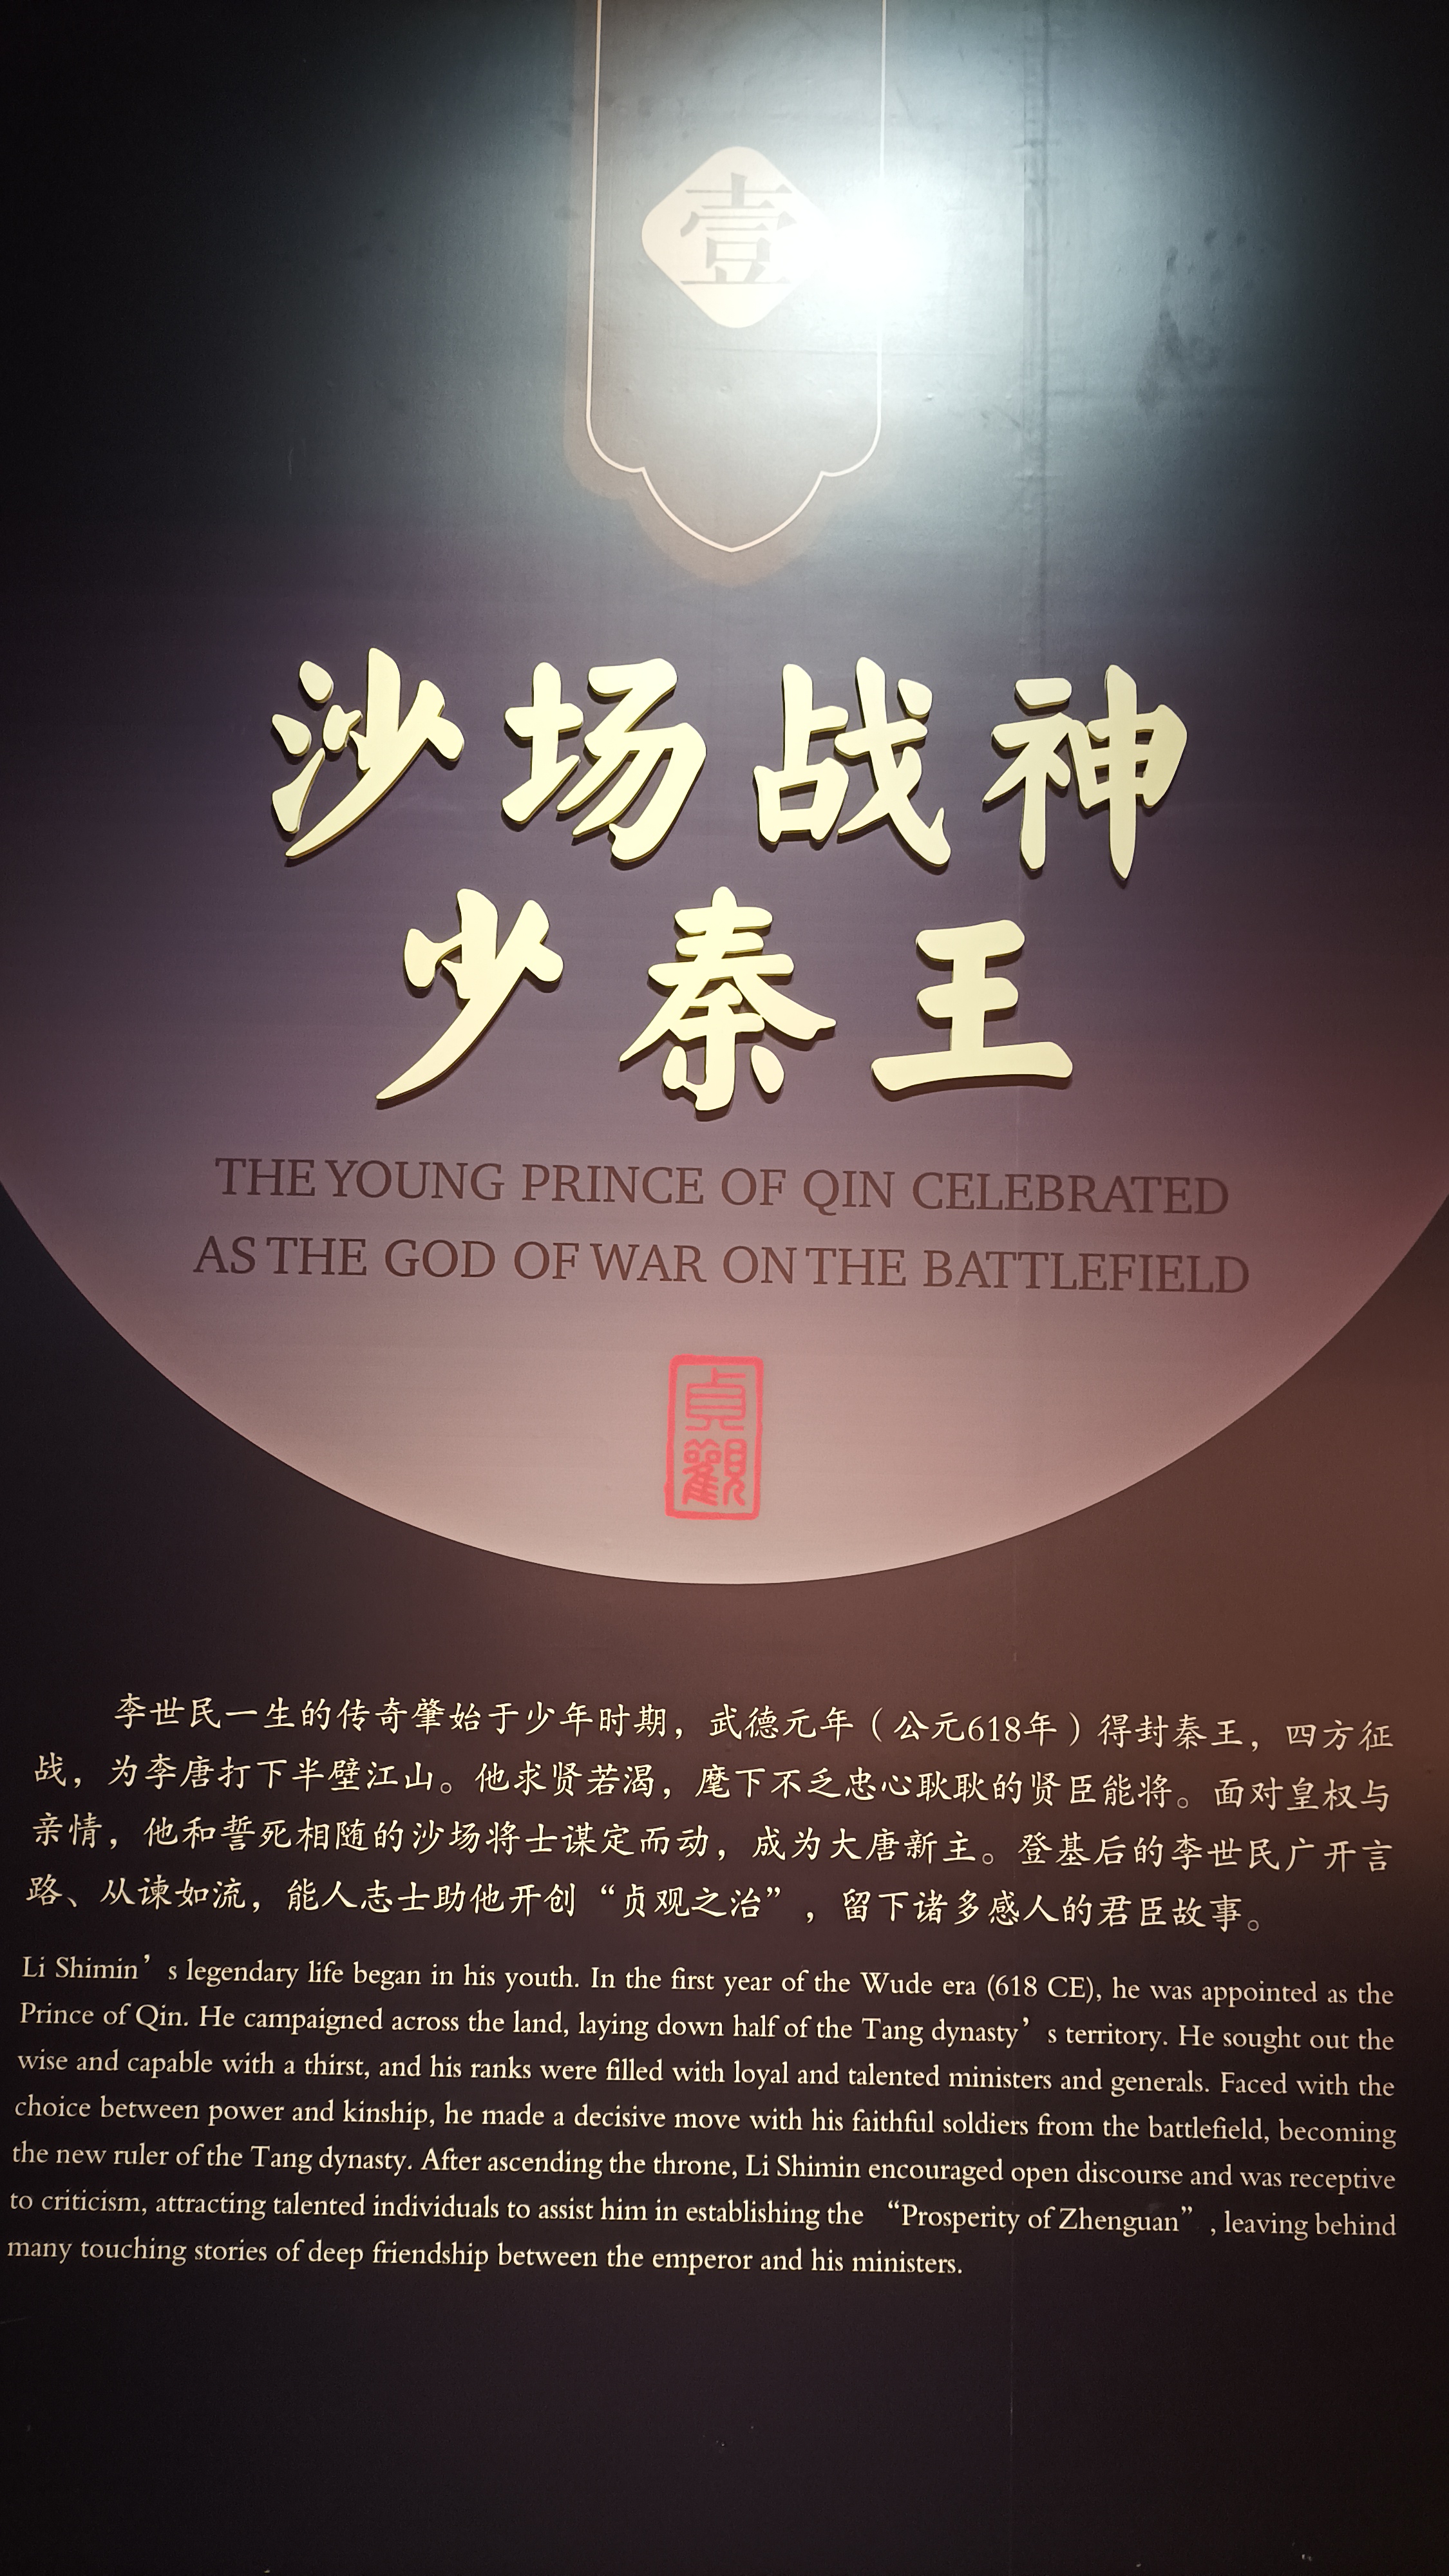 壹
沙场战神
少秦王
THE YOUNG PRINCE OF QIN CELEBRATED
AS THE GOD OF WAR ON THE BATTLEFIELD
貞
觀
李世民一生的传奇肇始于少年时期，武德元年（公元618年）得封秦王，四方征
战，为李唐打下半壁江山。他求贤若渴，麾下不乏忠心耿耿的贤臣能将。面对皇权与
亲情，他和誓死相随的沙场将士谋定而动，成为大唐新主。登基后的李世民广开言
路、从谏如流，能人志士助他开创“贞观之治”，留下诸多感人的君臣故事。
Li Shimin’s legendary life began in his youth. In the first year of the Wude era (618 CE), he was appointed as the
Prince of Qin. He campaigned across the land, laying down half of the Tang dynasty’s territory. He sought out the
wise and capable with a thirst, and his ranks were filled with loyal and talented ministers and generals. Faced with the
choice between power and kinship, he made a decisive move with his faithful soldiers from the battlefield, becoming
the new ruler of the Tang dynasty. After ascending the throne, Li Shimin encouraged open discourse and was receptive
to criticism, attracting talented individuals to assist him in establishing the “Prosperity of Zhenguan”, leaving behind
many touching stories of deep friendship between the emperor and his ministers.